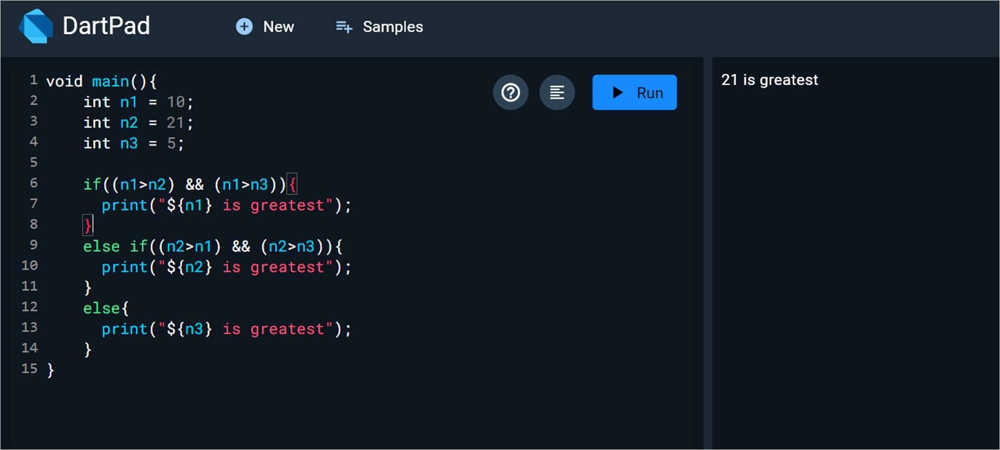 DartPad New Samples
1 void main(){
2     int n1 = 10;
3     int n2 = 21;
4     int n3 = 5;
5
6     if((n1>n2) && (n1>n3)){
7       print("${n1} is greatest");
8     }
9     else if((n2>n1) && (n2>n3)){
10       print("${n2} is greatest");
11     }
12     else{
13       print("${n3} is greatest");
14     }
15 }
Run
21 is greatest